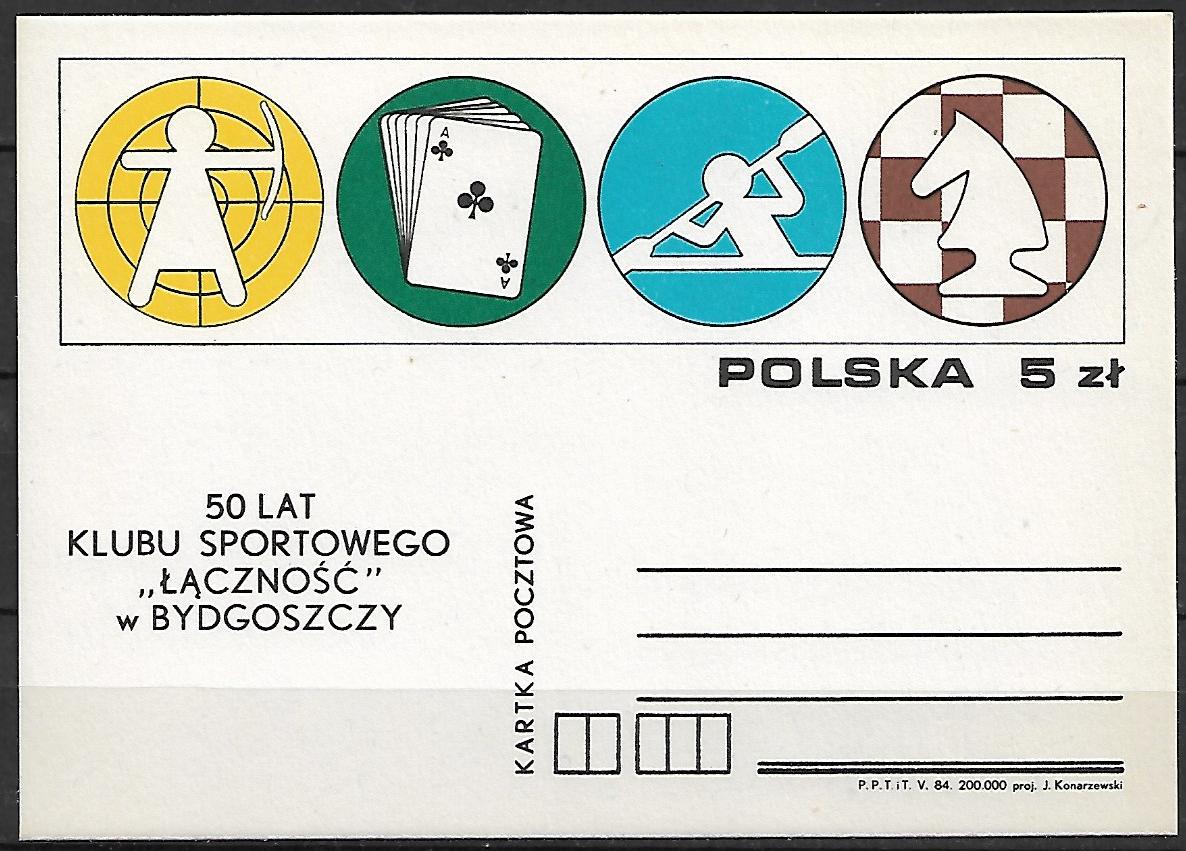 A
A
POLSKA 5 zł
50 LAT
KLUBU SPORTOWEGO
„ŁĄCZNOŚĆ”
w BYDGOSZCZY
KARTKA POCZTOWA
P.P.T.iT. V. 84. 200.000 proj. J. Konarzewski